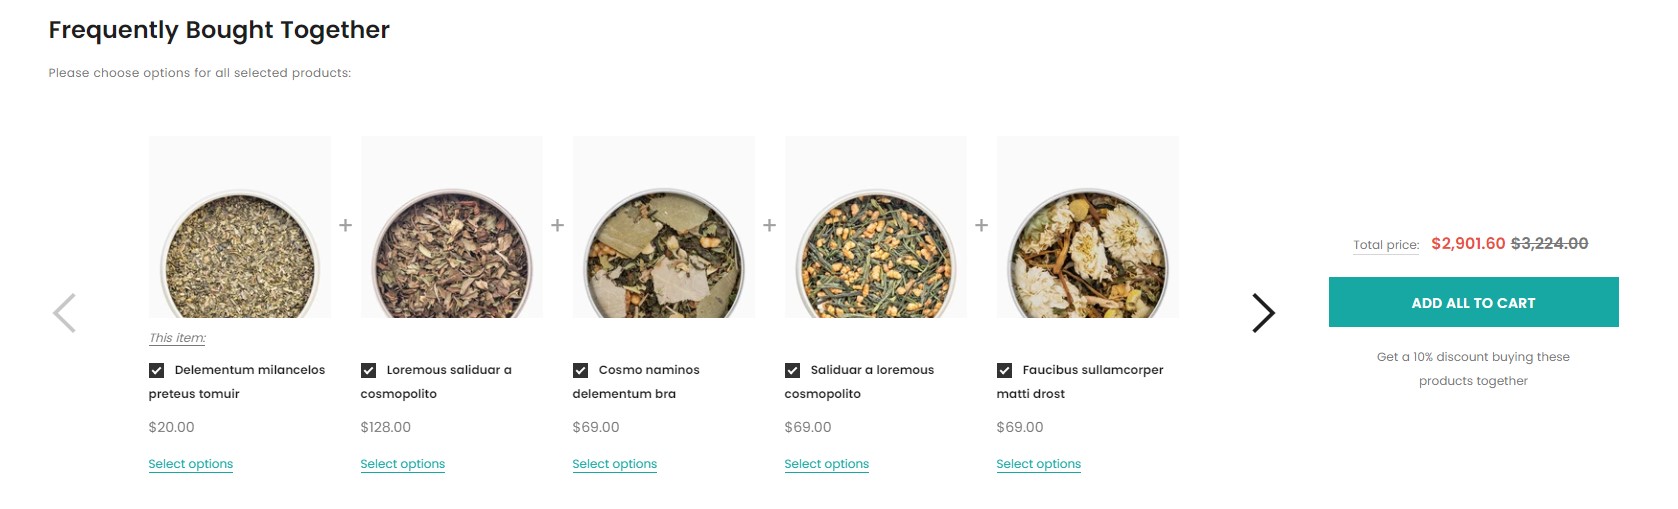 Frequently Bought Together
Please choose options for all selected products:
This item:
Delementum milancelos
preteus tomuir
$20.00
Select options
Loremous saliduar a
cosmopolito
$128.00
Select options
Cosmo naminos
delementum bra
$69.00
Select options
Saliduar a loremous
cosmopolito
$69.00
Select options
Faucibus sullamcorper
matti drost
$69.00
Select options
Total price: $2,901.60 $3,224.00
ADD ALL TO CART
Get a 10% discount buying these
products together